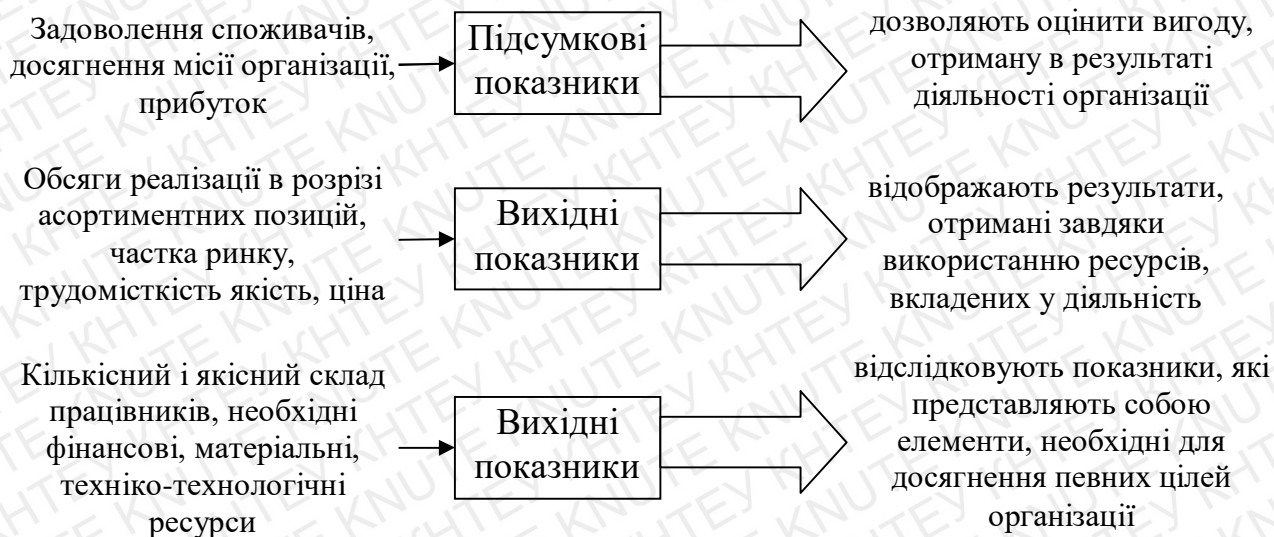 Задоволення споживачів,
досягнення місії організації,
прибуток
Підсумкові
показники
дозволяють оцінити вигоду,
отриману в результаті
діяльності організації
Обсяги реалізації в розрізі
асортиментних позицій,
частка ринку,
трудомісткість якість, ціна
Вихідні
показники
відображають результати,
отримані завдяки
використанню ресурсів,
вкладених у діяльність
Кількісний і якісний склад
працівників, необхідні
фінансові, матеріальні,
техніко-технологічні
ресурси
Вихідні
показники
відслідковують показники, які
представляють собою
елементи, необхідні для
досягнення певних цілей
організації